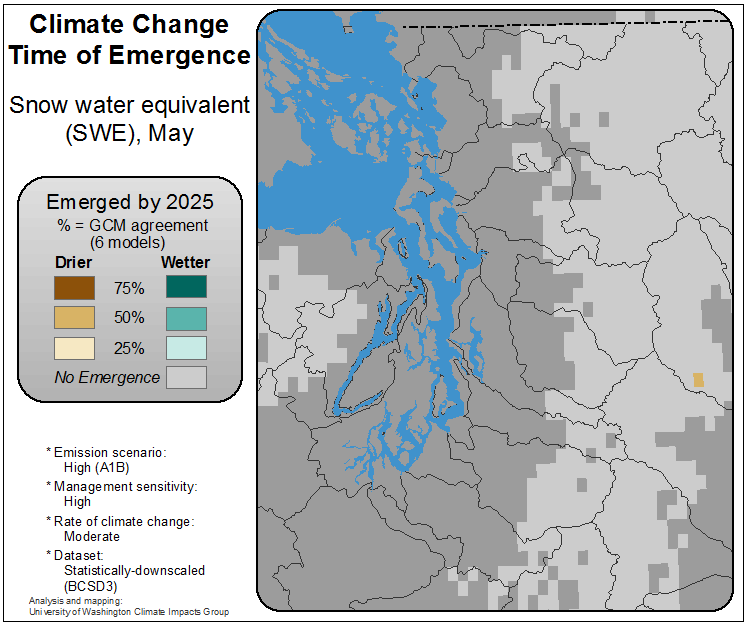 Climate Change
Time of Emergence
Snow water equivalent
(SWE), May
Emerged by 2025
% = GCM agreement
(6 models)
Drier Wetter
75%
50%
25%
No Emergence
* Emission scenario:
High (A1B)
* Management sensitivity:
High
* Rate of climate change:
Moderate
* Dataset:
Statistically-downscaled
(BCSD3)
Analysis and mapping:
University of Washington Climate Impacts Group